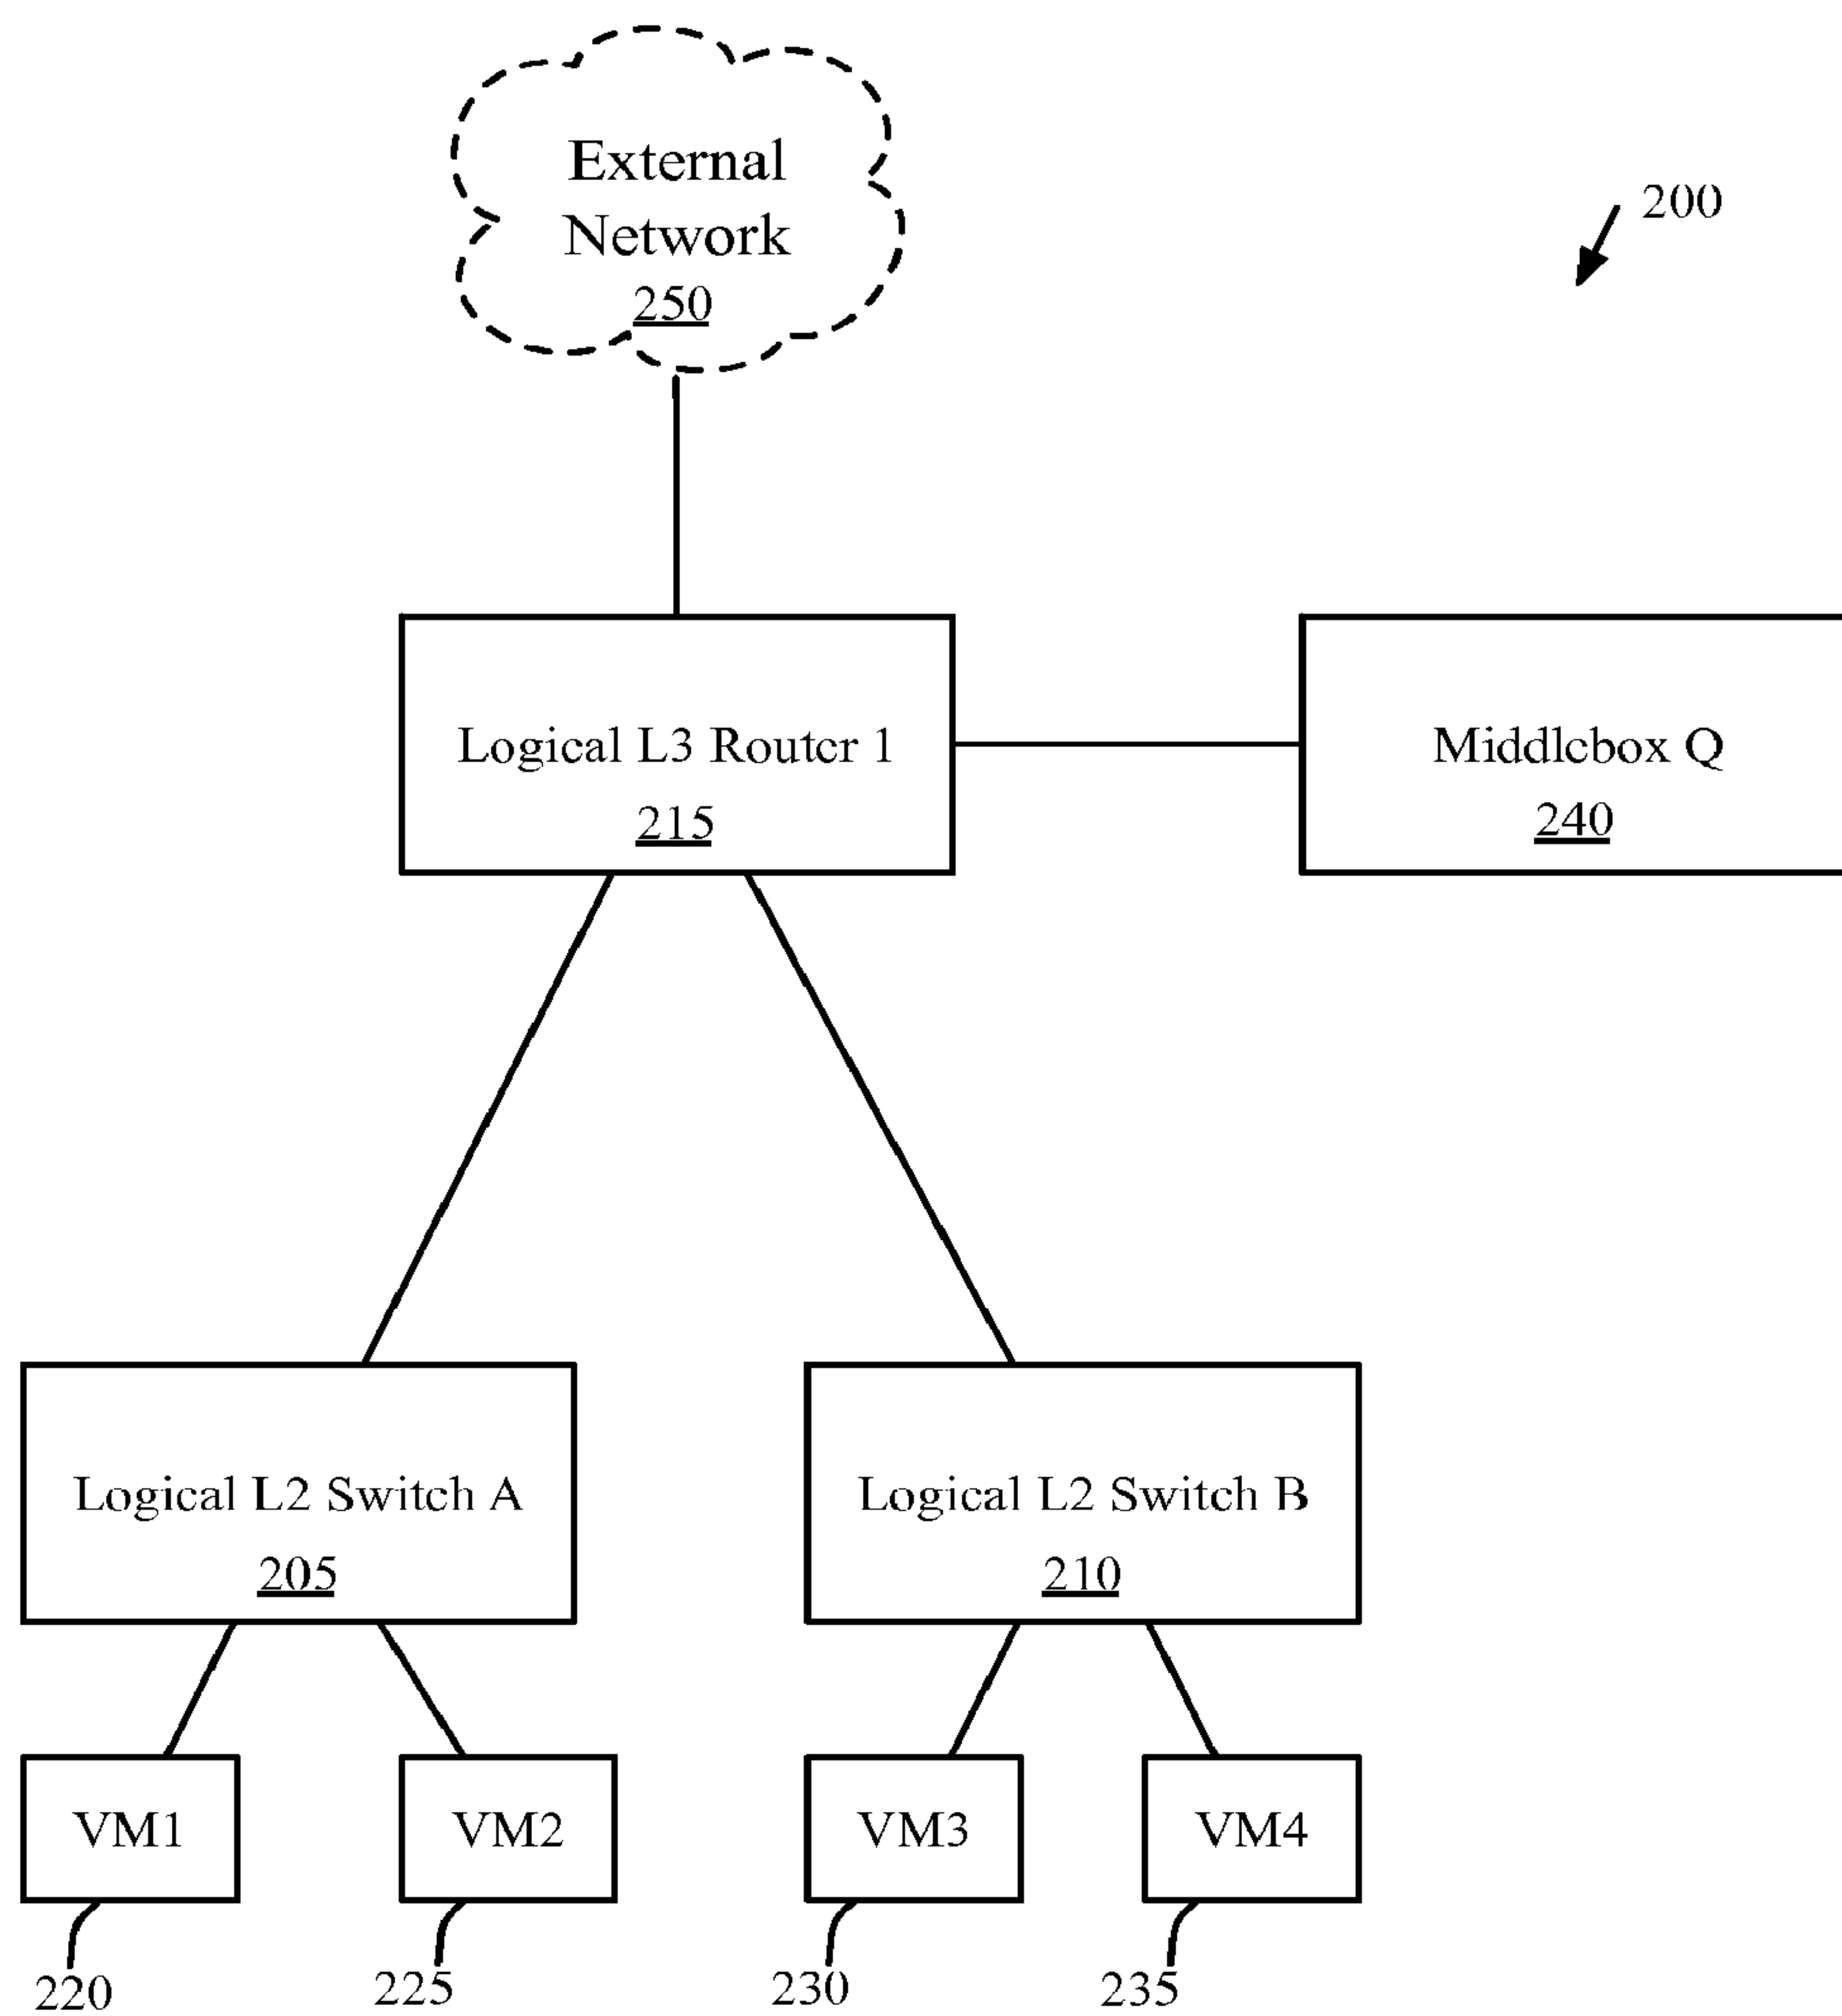 External
Network
250
200
Logical L3 Router 1
215
Middlebox Q
240
Logical L2 Switch A
205
Logical L2 Switch B
210
VM1
VM2
VM3
VM4
220
225
230
235